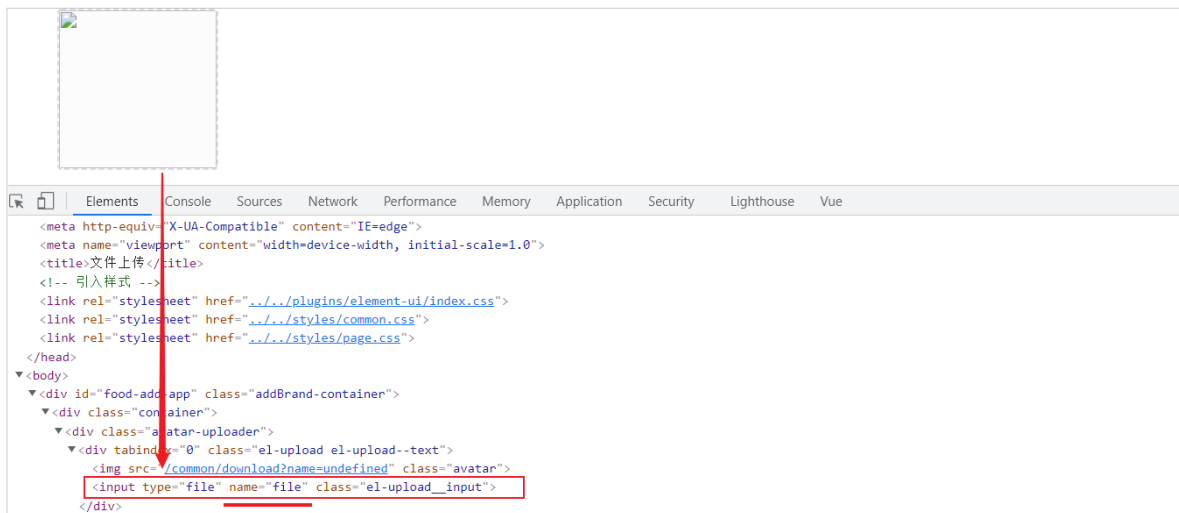 Elements Console Sources Network Performance Memory Application Security Lighthouse Vue
<meta http-equiv="X-UA-Compatible" content="IE=edge">
<meta name="viewport" content="width=device-width, initial-scale=1.0">
<title>文件上传</title>
<!-- 引入样式 -->
<link rel="stylesheet" href="../../plugins/element-ui/index.css">
<link rel="stylesheet" href="../../styles/common.css">
<link rel="stylesheet" href="../../styles/page.css">
</head>
▼<body>
▼<div id="food-add-app" class="addBrand-container">
▼<div class="container">
▼<div class="avatar-uploader">
▼<div tabindex="0" class="el-upload el-upload--text">
<img src="/common/download?name=undefined" class="avatar">
<input type="file" name="file" class="el-upload__input">
</div>